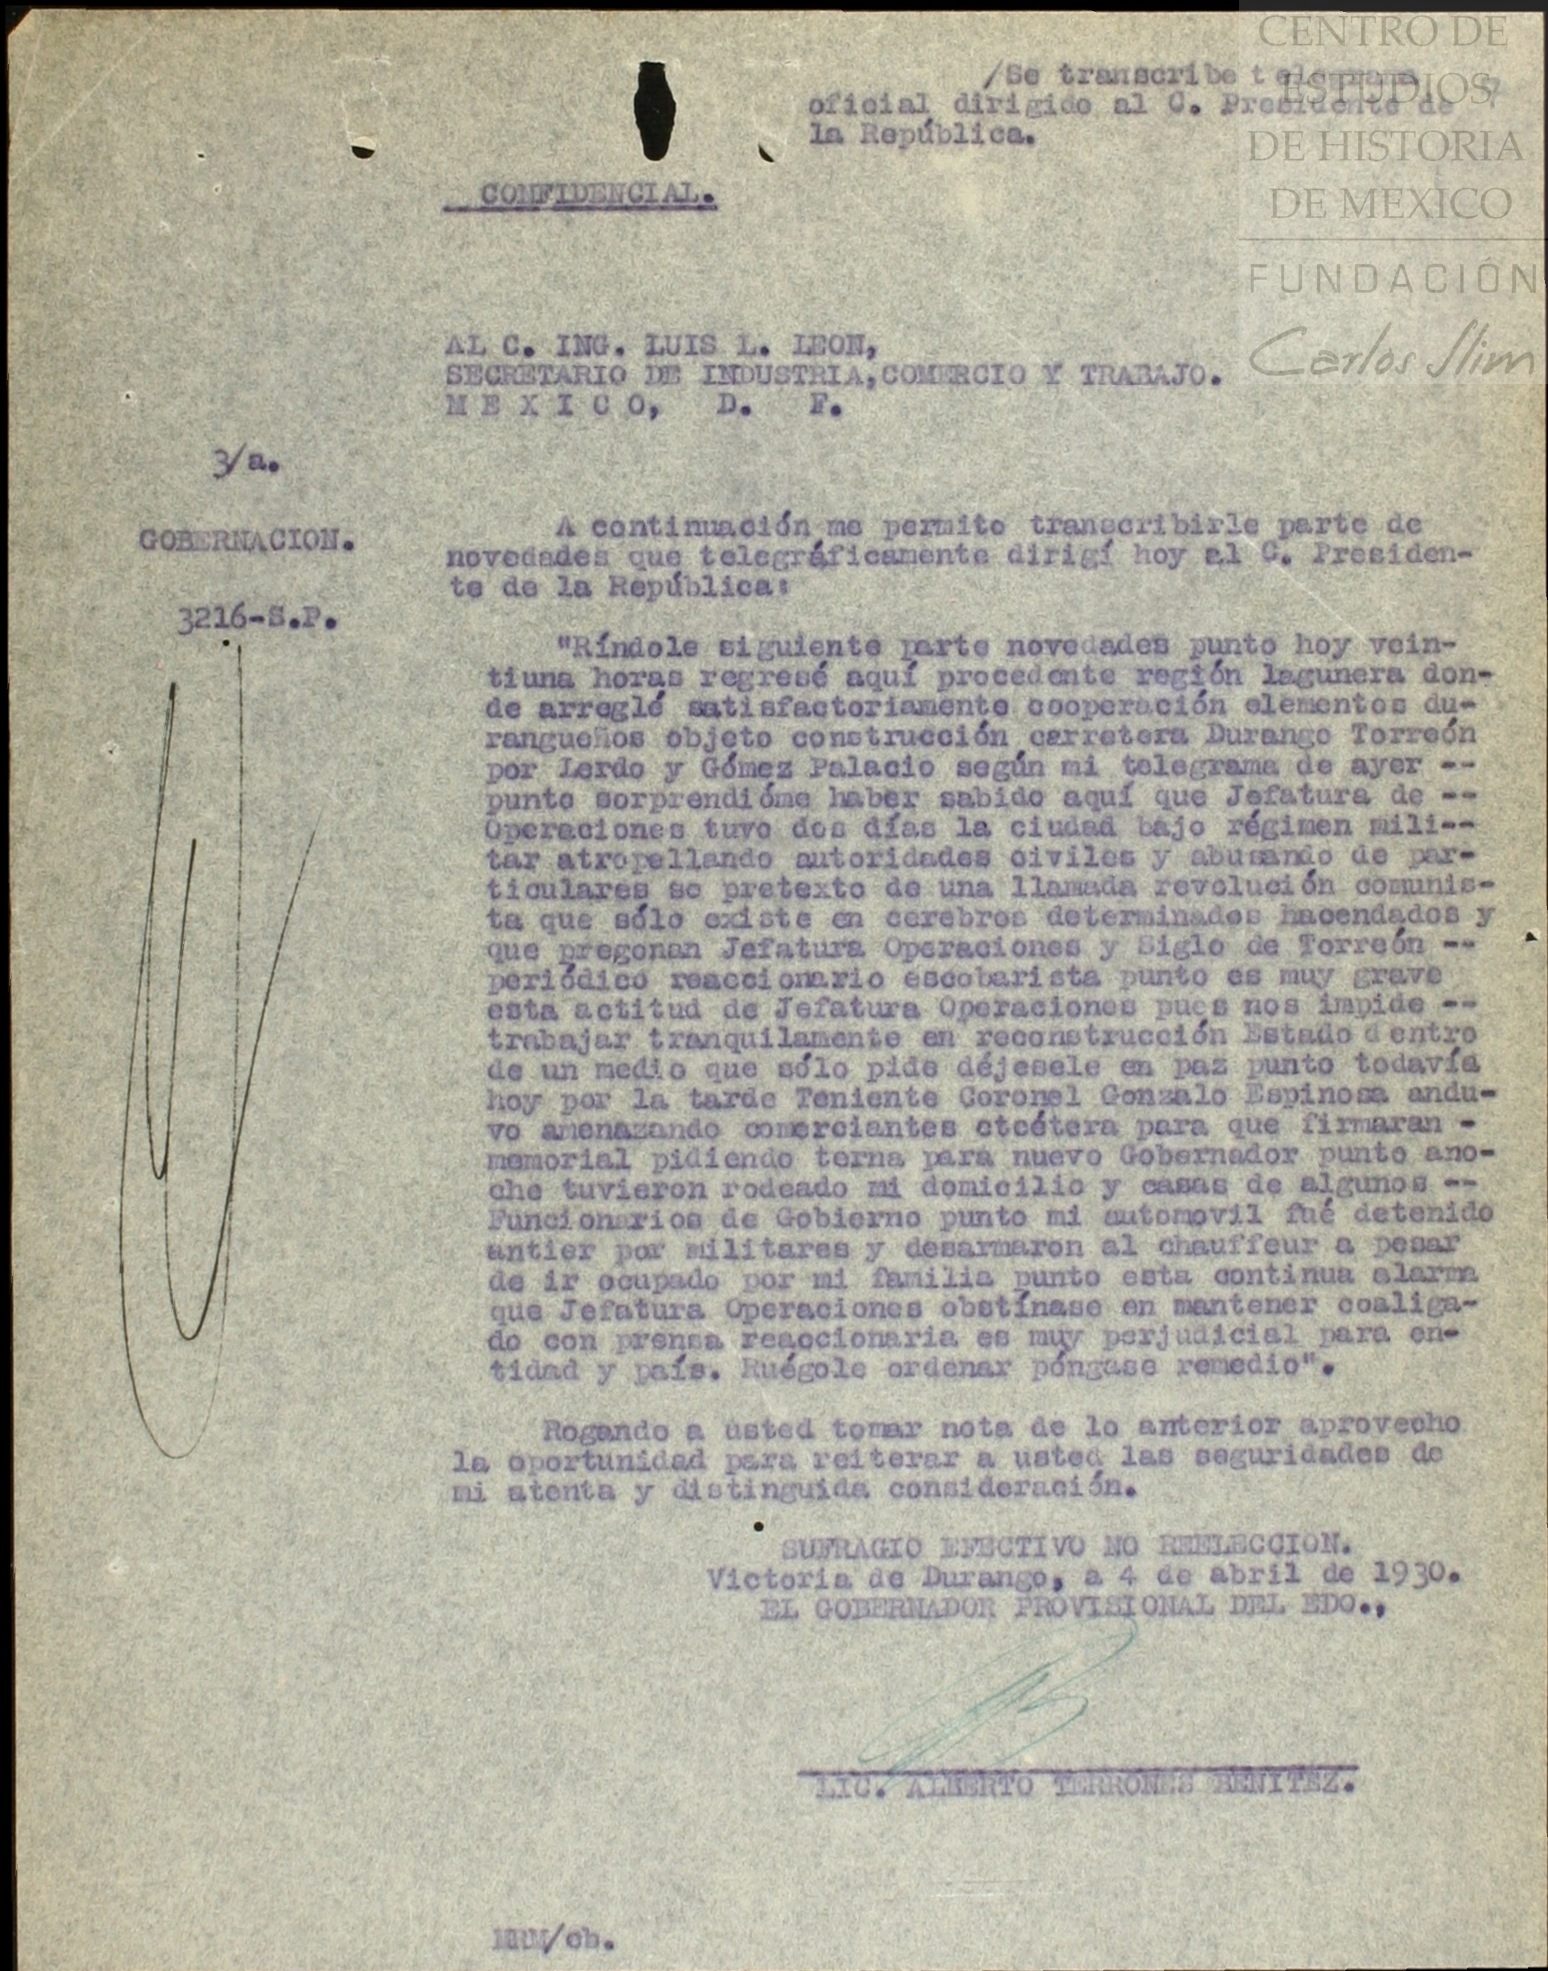 CENTRO DE
ESTUDIOS
DE HISTORIA
DE MEXICO
FUNDACIÓN
Carlos Slim
/Se transcribe telegrama
oficial dirigido al C. Presidente de
la República.
CONFIDENCIAL.
AL C. ING. LUIS L. LEON,
SECRETARIO DE INDUSTRIA,COMERCIO Y TRABAJO.
M E X I C O, D. F.
3/a.
GOBERNACION.
3216-S.P.
A continuación me permito transcribirle parte de
novedades que telegráficamente dirigí hoy al C. Presiden-
te de la República:
"Ríndole siguiente parte novedades punto hoy vein-
tiuna horas regresé aquí procedente región lagunera don-
de arreglé satisfactoriamente cooperación elementos du-
rangueños objeto construcción carretera Durango Torreón
por Lerdo y Gómez Palacio según mi telegrama de ayer --
punto sorprendióme haber sabido aquí que Jefatura de --
Operaciones tuvo dos días la ciudad bajo régimen mili--
tar atropellando autoridades civiles y abusando de par-
ticulares so pretexto de una llamada revolución comunis-
ta que sólo existe en cerebros determinados hacendados y
que pregonan Jefatura Operaciones y Siglo de Torreón --
periódico reaccionario escobarista punto es muy grave
esta actitud de Jefatura Operaciones pues nos impide --
trabajar tranquilamente en reconstrucción Estado dentro
de un medio que sólo pide déjesele en paz punto todavía
hoy por la tarde Teniente Coronel Gonzalo Espinosa andu-
vo amenazando comerciantes etcétera para que firmaran -
memorial pidiendo terna para nuevo Gobernador punto ano-
che tuvieron rodeado mi domicilio y casas de algunos --
Funcionarios de Gobierno punto mi automovil fué detenido
antier por militares y desarmaron al chauffeur a pesar
de ir ocupado por mi familia punto esta continua alarma
que Jefatura Operaciones obstínase en mantener coaliga-
do con prensa reaccionaria es muy perjudicial para en-
tidad y país. Ruégole ordenar póngase remedio".
Rogando a usted tomar nota de lo anterior aprovecho
la oportunidad para reiterar a usted las seguridades de
mi atenta y distinguida consideración.
SUFRAGIO EFECTIVO NO REELECCION.
Victoria de Durango, a 4 de abril de 1930.
EL GOBERNADOR PROVISIONAL DEL EDO.,
LIC. ALBERTO TERRONES BENITEZ.
MRM/cb.